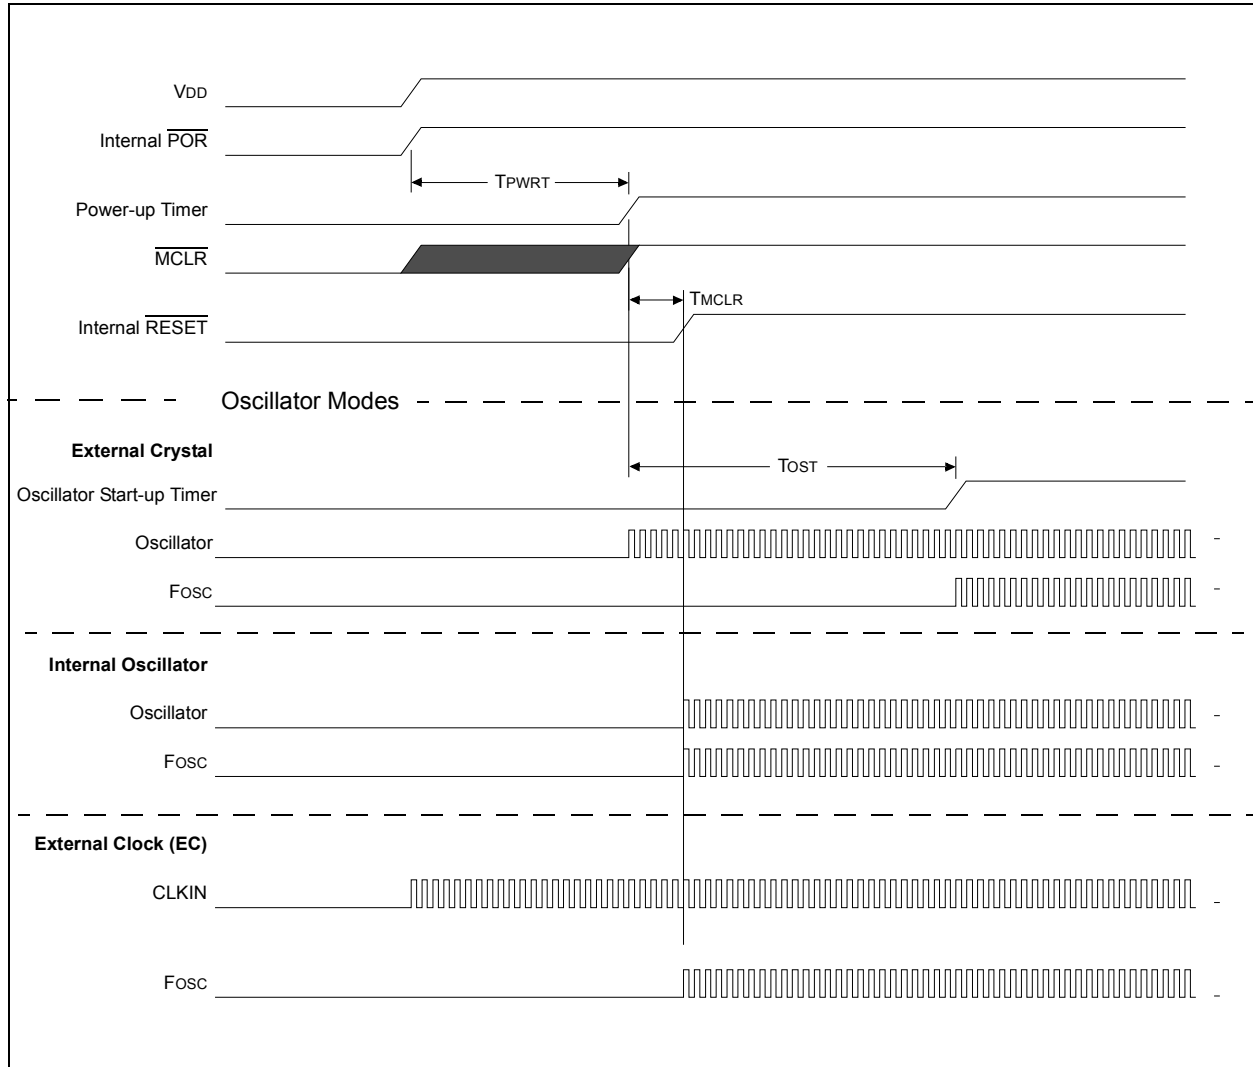 VDD
Internal POR
TPWRT
Power-up Timer
MCLR
TMCLR
Internal RESET
Oscillator Modes
External Crystal
TOST
Oscillator Start-up Timer
Oscillator
FOSC
Internal Oscillator
Oscillator
FOSC
External Clock (EC)
CLKIN
FOSC